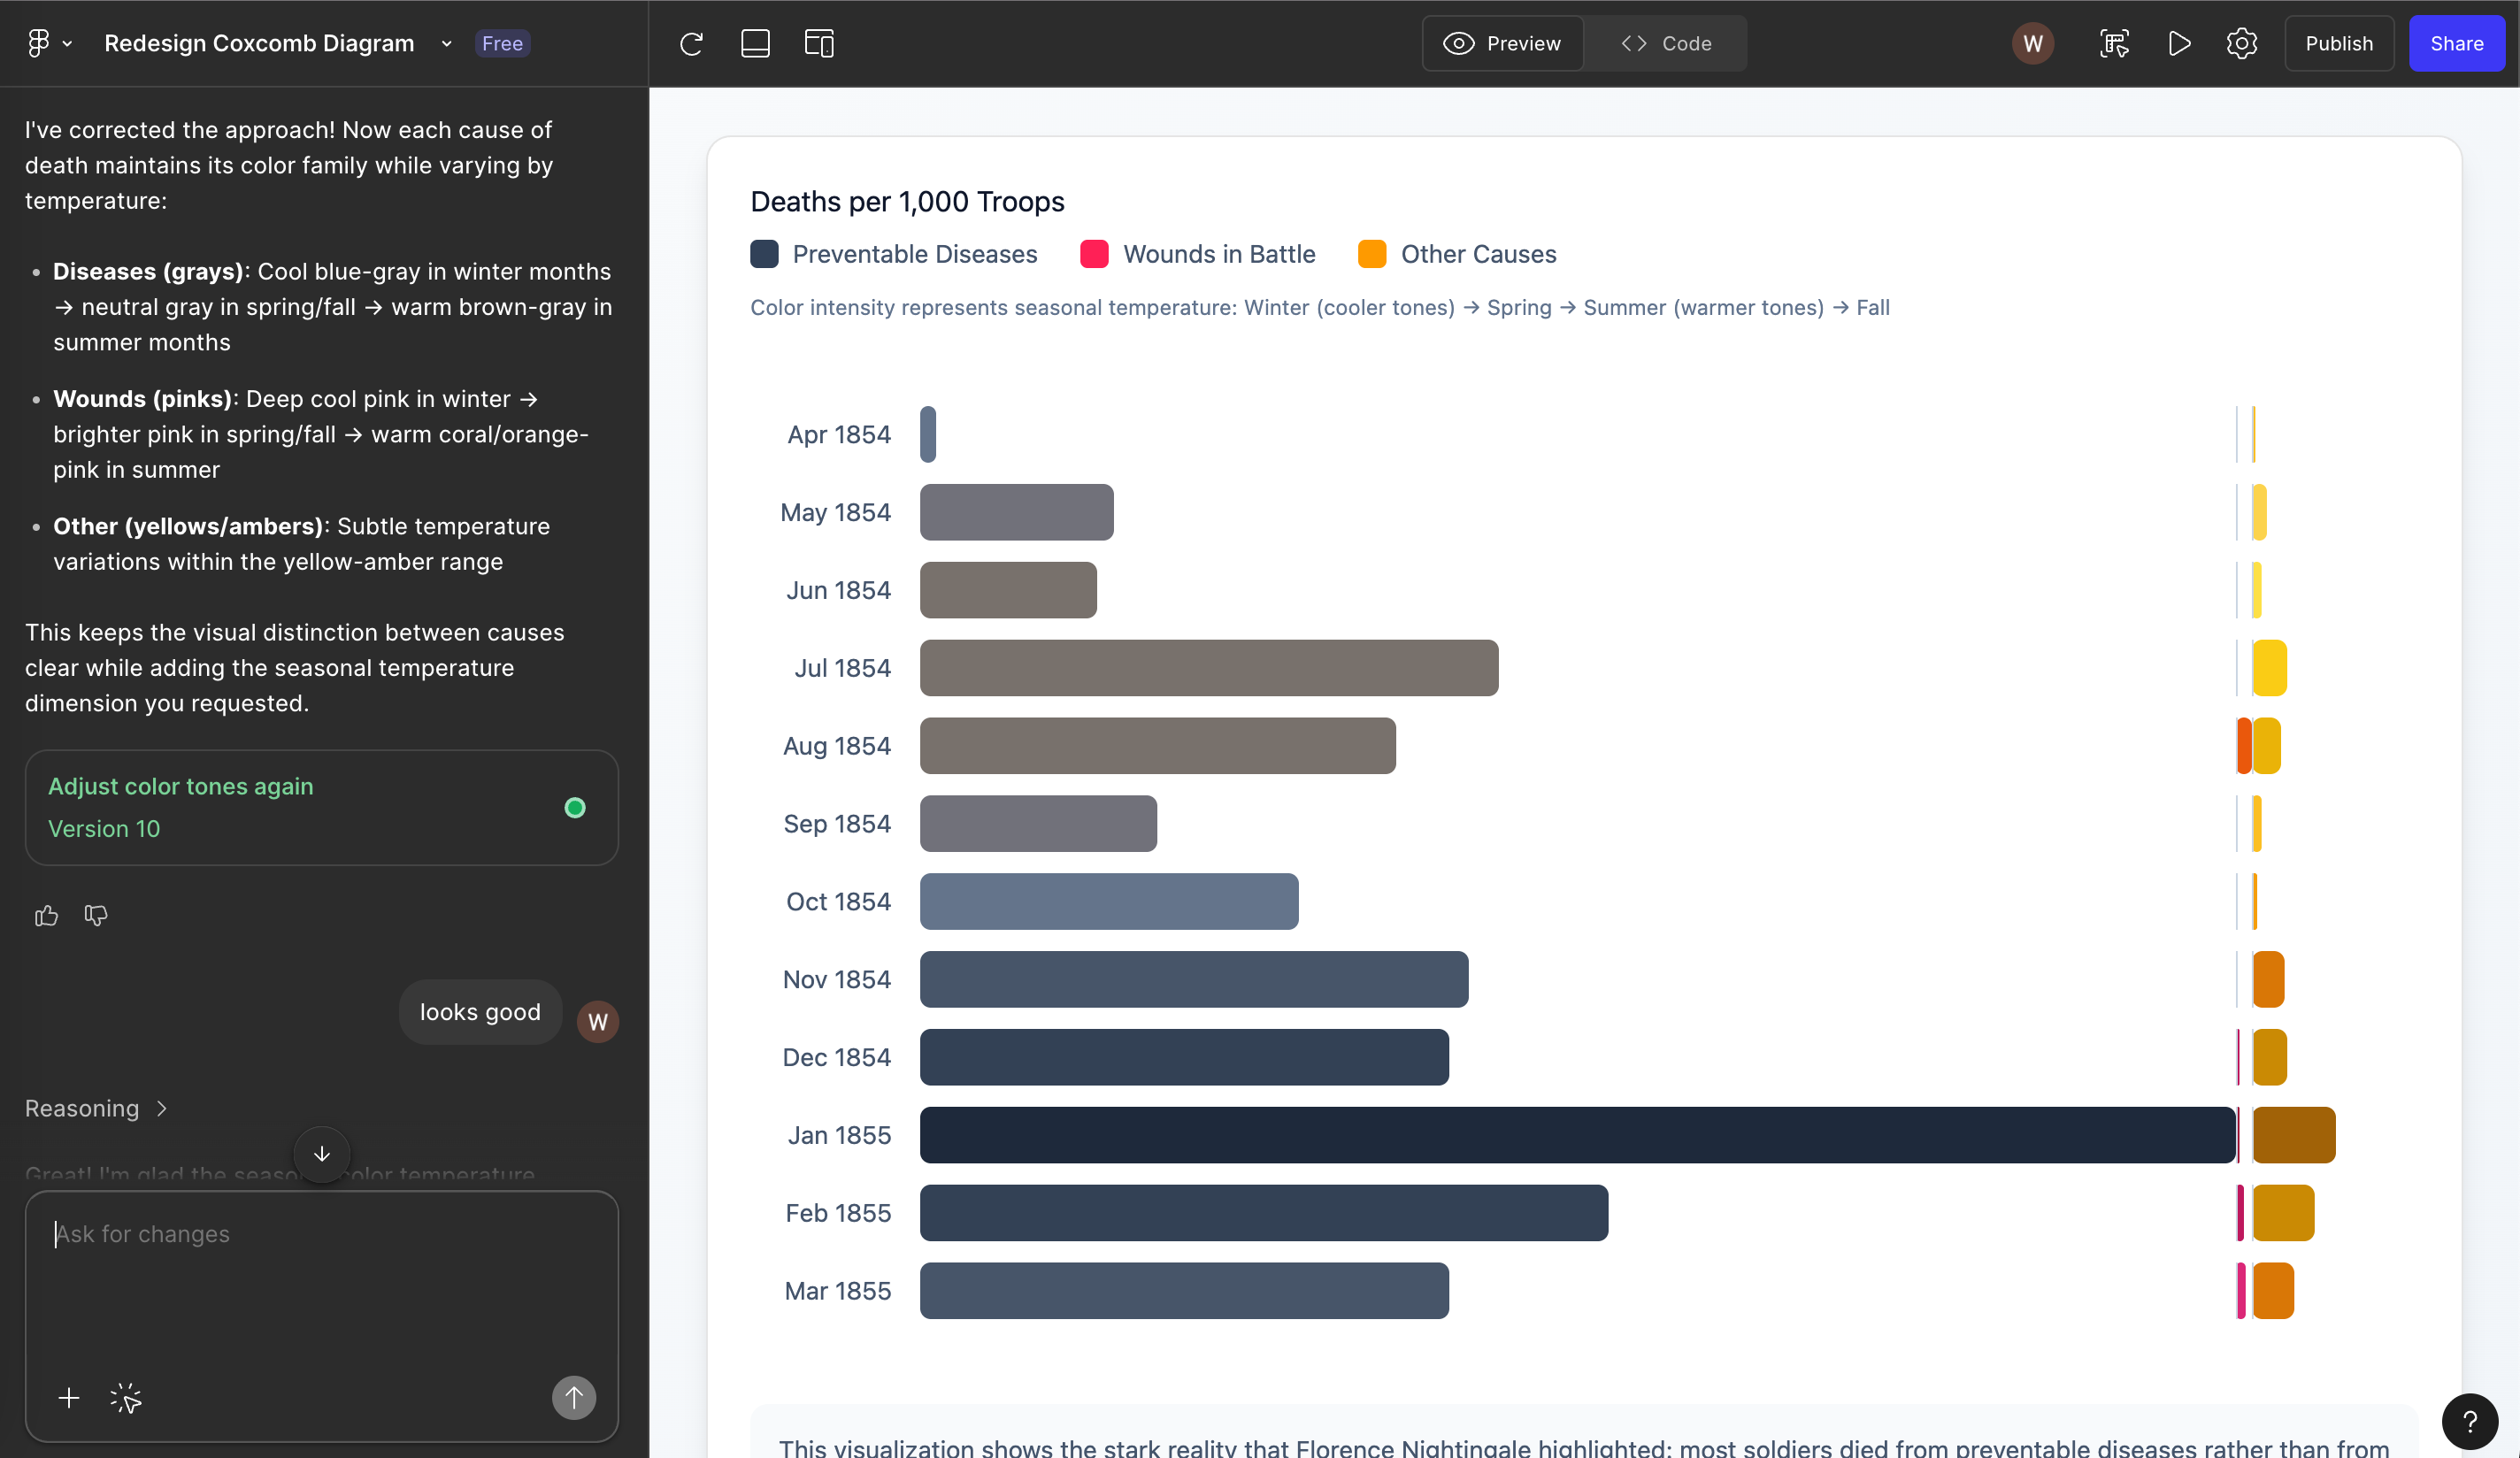 Redesign Coxcomb Diagram
Free
Preview
Code
W
Publish
Share
I've corrected the approach! Now each cause of
death maintains its color family while varying by
temperature:
• Diseases (grays): Cool blue-gray in winter months
→ neutral gray in spring/fall → warm brown-gray in
summer months
• Wounds (pinks): Deep cool pink in winter →
brighter pink in spring/fall → warm coral/orange-
pink in summer
• Other (yellows/ambers): Subtle temperature
variations within the yellow-amber range
This keeps the visual distinction between causes
clear while adding the seasonal temperature
dimension you requested.
Adjust color tones again
Version 10
looks good
W
Reasoning
Great! I'm glad the seaso color temperature
Ask for changes
Deaths per 1,000 Troops
Preventable Diseases
Wounds in Battle
Other Causes
Color intensity represents seasonal temperature: Winter (cooler tones) → Spring → Summer (warmer tones) → Fall
Apr 1854
May 1854
Jun 1854
Jul 1854
Aug 1854
Sep 1854
Oct 1854
Nov 1854
Dec 1854
Jan 1855
Feb 1855
Mar 1855
This visualization shows the stark reality that Florence Nightingale highlighted: most soldiers died from preventable diseases rather than from
?